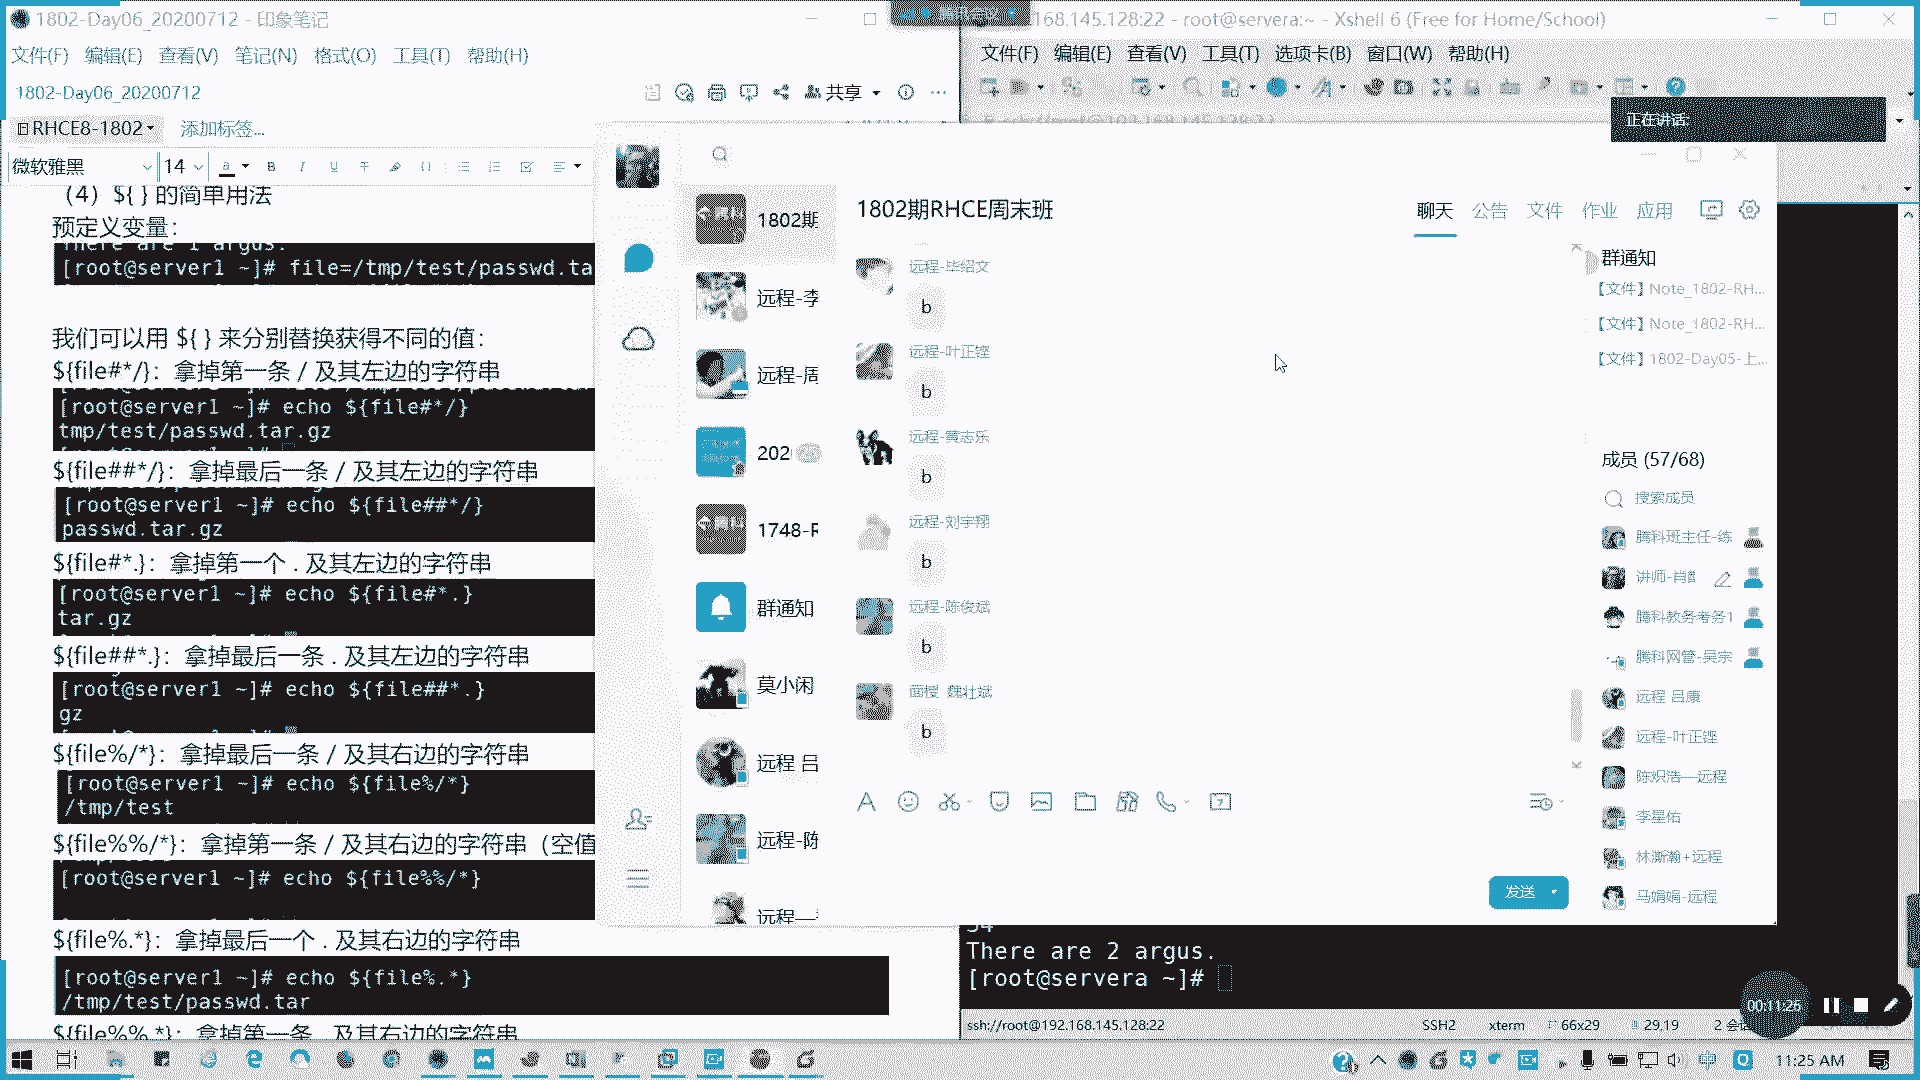 1802-Day06_20200712 - 印象笔记
文件(F) 编辑(E) 查看(V) 笔记(N) 格式(O) 工具(T) 帮助(H)
1802-Day06_20200712
共享
RHCE8-1802 添加标签...
微软雅黑 14
(4) ${ } 的简单用法
预定义变量:
There are 1 argus.
[root@server1 ~]# file=/tmp/test/passwd.ta
我们可以用 ${ } 来分别替换获得不同的值:
${file#*/}: 拿掉第一条 / 及其左边的字符串
[root@server1 ~]# echo ${file#*/}
tmp/test/passwd.tar.gz
${file##*/}: 拿掉最后一条 / 及其左边的字符串
[root@server1 ~]# echo ${file##*/}
passwd.tar.gz
${file#*.}: 拿掉第一个 . 及其左边的字符串
[root@server1 ~]# echo ${file#*.}
tar.gz
${file##*.}: 拿掉最后一条 . 及其左边的字符串
[root@server1 ~]# echo ${file##*.}
gz
${file%/*}: 拿掉最后一条 / 及其右边的字符串
[root@server1 ~]# echo ${file%/*}
/tmp/test
${file%%/*}: 拿掉第一条 / 及其右边的字符串（空值
[root@server1 ~]# echo ${file%%/*}
${file%.*}: 拿掉最后一个 . 及其右边的字符串
[root@server1 ~]# echo ${file%.*}
/tmp/test/passwd.tar
${file%%.*}: 拿掉第一条 . 及其右边的字符串
168.145.128:22 - root@servera:~ - Xshell 6 (Free for Home/School)
文件(F) 编辑(E) 查看(V) 工具(T) 选项卡(B) 窗口(W) 帮助(H)
正在讲话:
1802期
远程-李
远程-周
202
1748-F
群通知
莫小闲
远程 吕
远程-陈
1802期RHCE周末班
聊天 公告 文件 作业 应用
远程-毕绍文
b
远程-叶正铿
b
远程-黄志乐
b
远程-刘宇翔
b
远程-陈俊斌
b
面授 魏壮斌
b
发送
群通知
【文件】Note_1802-RH...
【文件】Note_1802-RH...
【文件】1802-Day05-上...
成员 (57/68)
搜索成员
腾科班主任-练
讲师-肖
腾科教务考务1
腾科网管-吴宗
远程 吕康
远程-叶正铿
陈炽浩—远程
李星佑
林澌瀚+远程
马娟娟-远程
There are 2 argus.
[root@servera ~]#
00:11:25
ssh://root@192.168.145.128:22 SSH2 xterm 66x29 29,19
11:25 AM